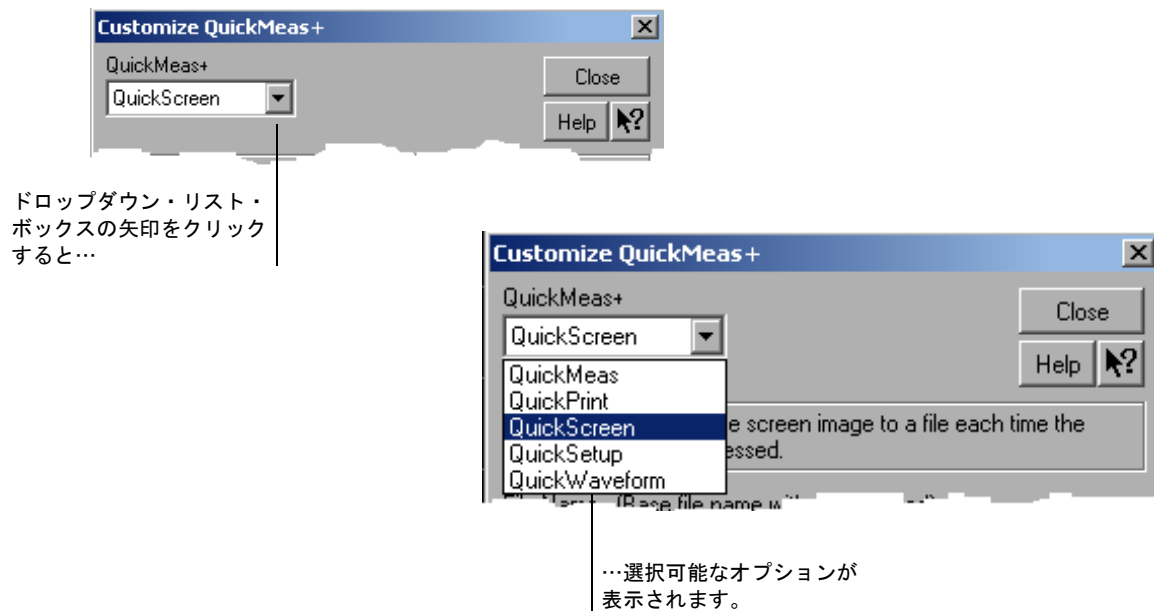 Customize QuickMeas+
QuickMeas+
QuickScreen
Close
Help
ドロップダウン・リスト・
ボックスの矢印をクリック
すると…
Customize QuickMeas+
QuickMeas+
QuickScreen
Close
Help
QuickMeas
QuickPrint
QuickScreen
QuickSetup
QuickWaveform
e screen image to a file each time the
essed.
(Base file name
…選択可能なオプションが
表示されます。